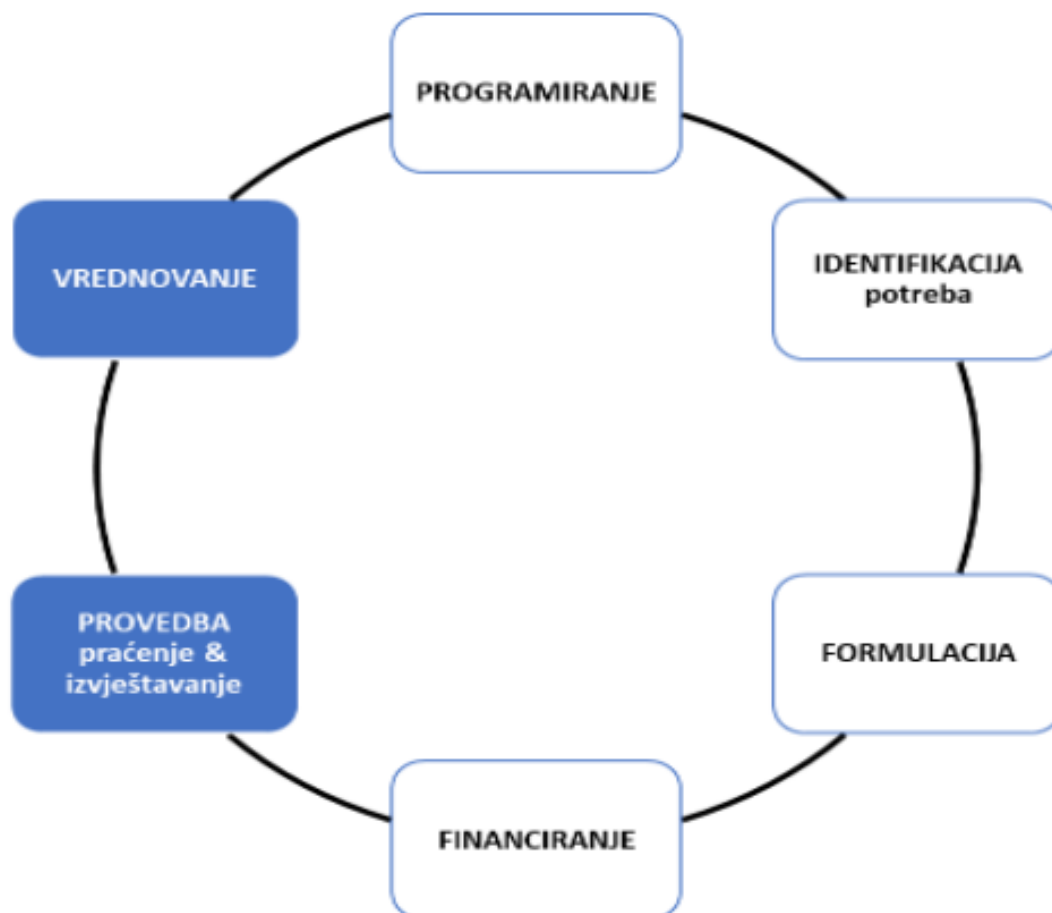 PROGRAMIRANJE
IDENTIFIKACIJA
potreba
FORMULACIJA
FINANCIRANJE
PROVEDBA
praćenje &
izvještavanje
VREDNOVANJE